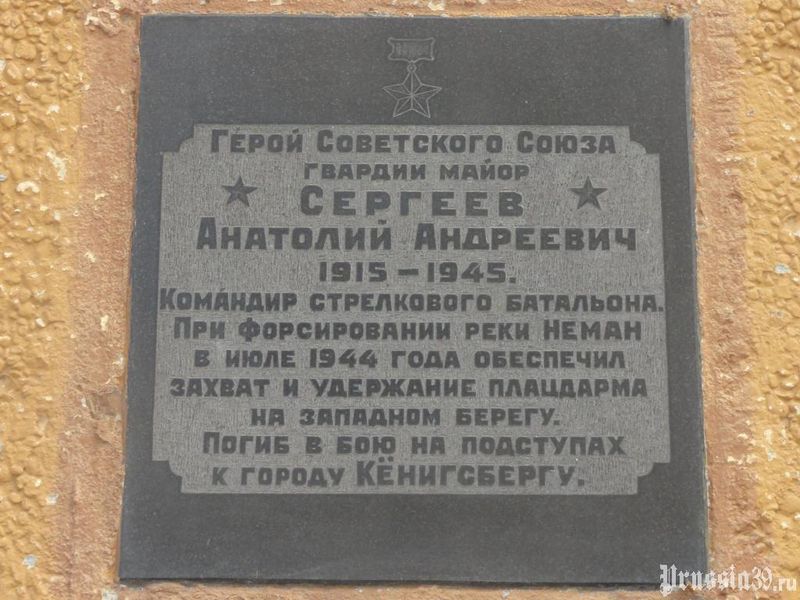 Герой Советского Союза
гвардии майор
Сергеев
Анатолий Андреевич
1915 – 1945.
Командир стрелкового батальона.
При форсировании реки Неман
в июле 1944 года обеспечил
захват и удержание плацдарма
на западном берегу.
Погиб в бою на подступах
к городу Кёнигсбергу.
Prussia39.ru